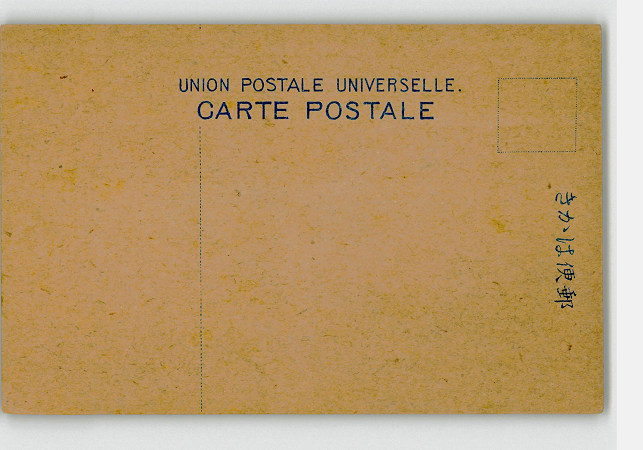 UNION POSTALE UNIVERSELLE.
CARTE POSTALE
郵便はがき